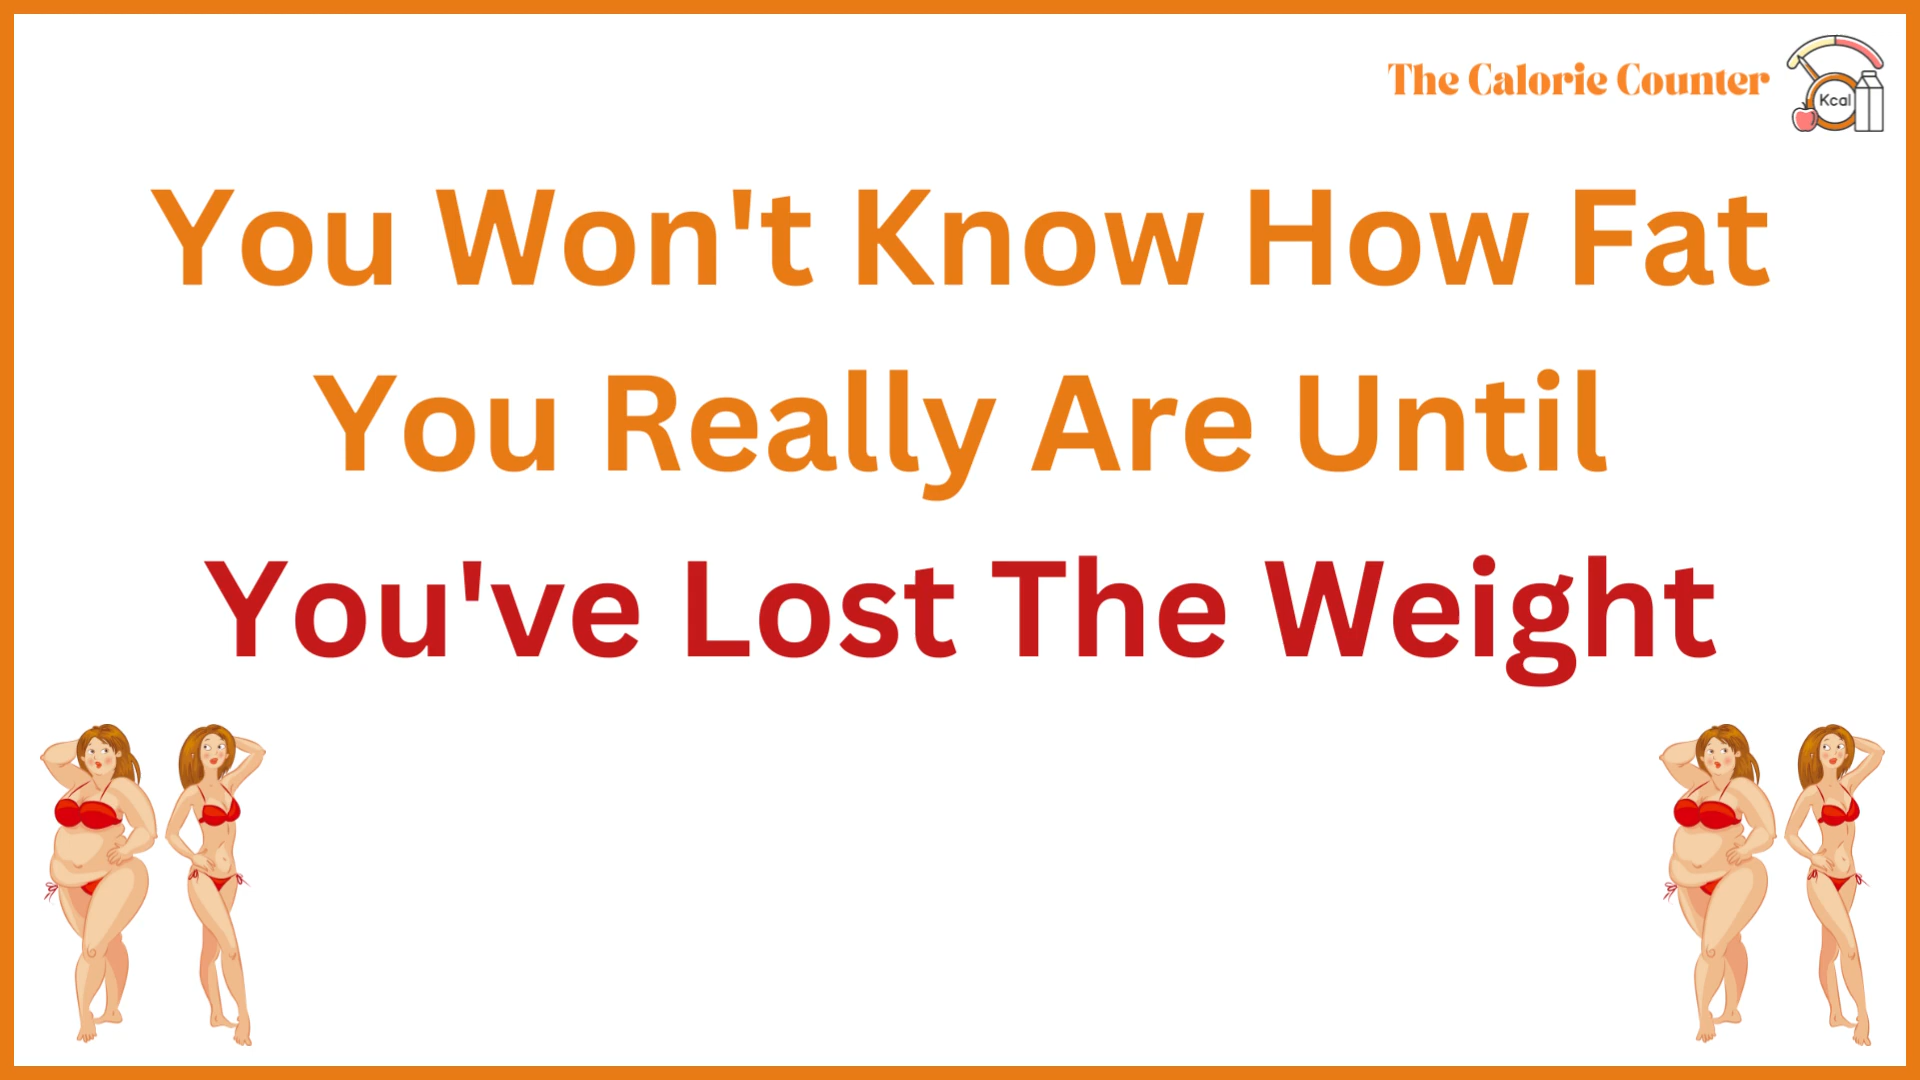 The Calorie Counter
Kcal
You Won't Know How Fat
You Really Are Until
You've Lost The Weight